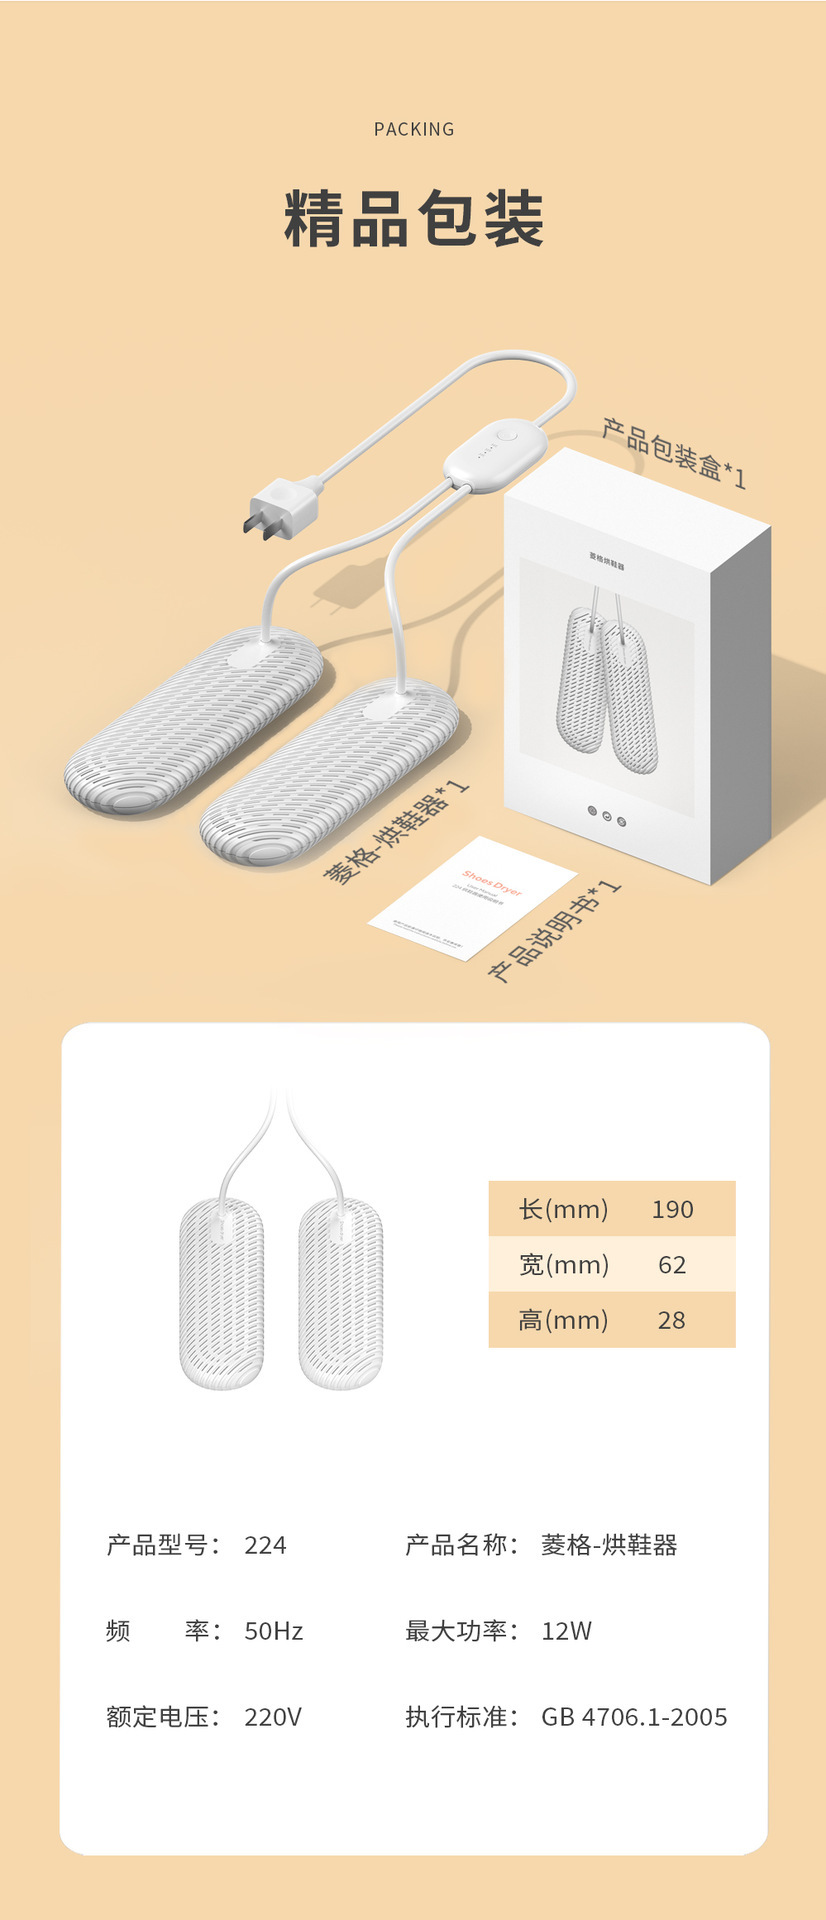 PACKING
精品包装
产品包装盒*1
菱格烘鞋器
菱格-烘鞋器*1
Shoes Dryer
User Manual
产品说明书*1
长(mm) 190
宽(mm) 62
高(mm) 28
产品型号： 224 产品名称： 菱格-烘鞋器
频 率： 50Hz 最大功率： 12W
额定电压： 220V 执行标准： GB 4706.1-2005